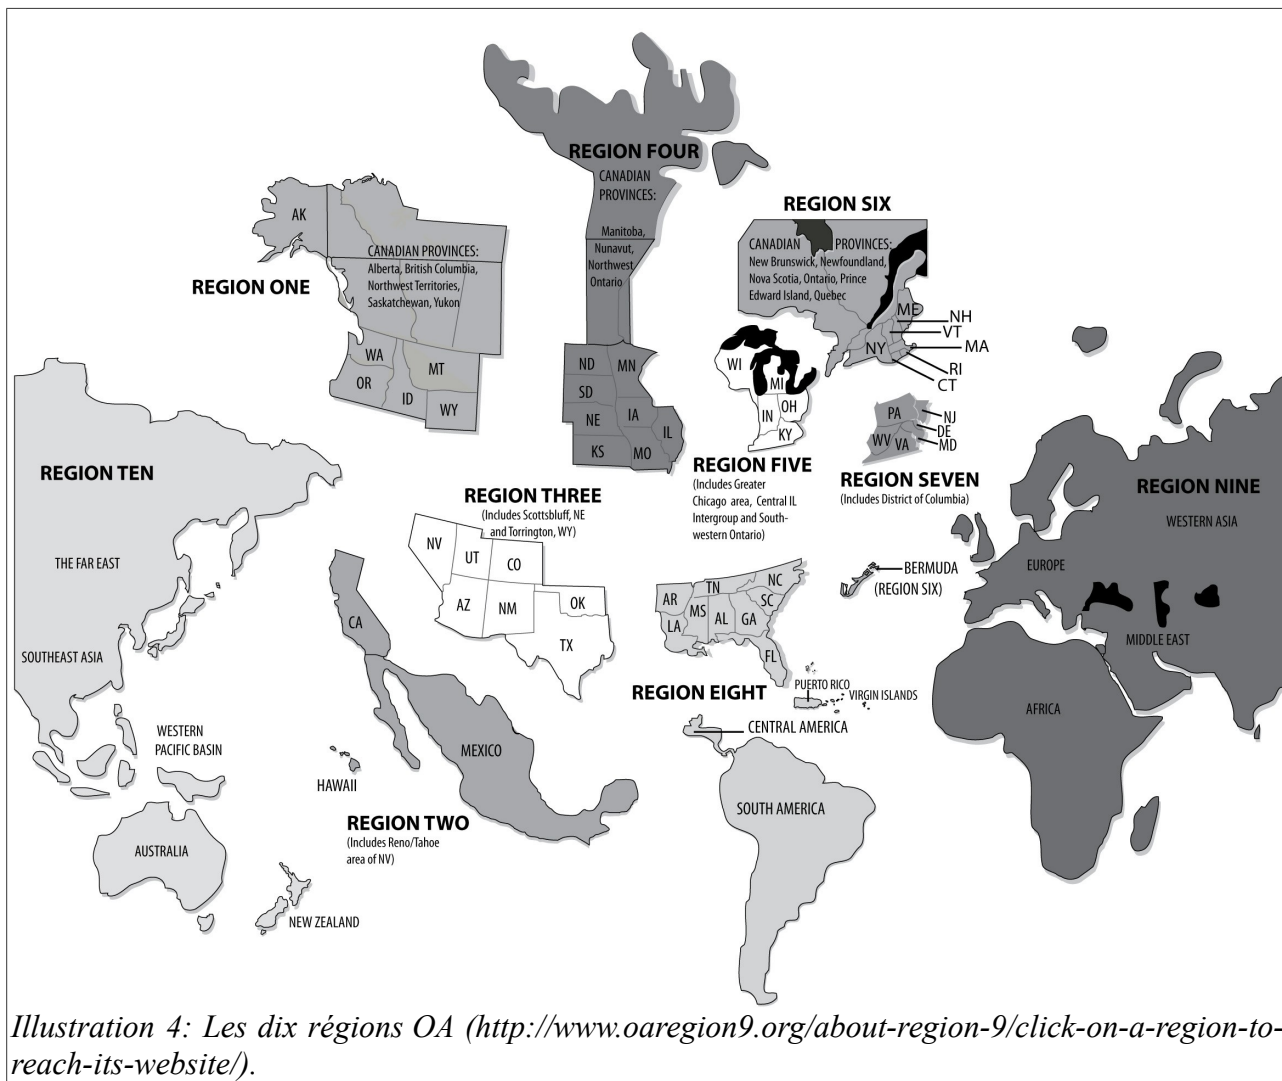 REGION FOUR
CANADIAN
PROVINCES:
Manitoba,
Nunavut,
Northwest
Ontario
ND
MN
SD
IA
NE
IL
KS
MO
REGION ONE
AK
CANADIAN PROVINCES:
Alberta, British Columbia,
Northwest Territories,
Saskatchewan, Yukon
WA
MT
OR
ID
WY
REGION SIX
CANADIAN PROVINCES:
New Brunswick, Newfoundland,
Nova Scotia, Ontario, Prince
Edward Island, Quebec
ME
NH
VT
NY
MA
RI
CT
WI
MI
OH
IN
KY
REGION FIVE
(Includes Greater
Chicago area, Central IL
Intergroup and South-
western Ontario)
PA
NJ
DE
WV
VA
MD
REGION SEVEN
(Includes District of Columbia)
BERMUDA
(REGION SIX)
REGION NINE
WESTERN ASIA
EUROPE
MIDDLE EAST
AFRICA
REGION TEN
THE FAR EAST
SOUTHEAST ASIA
WESTERN
PACIFIC BASIN
AUSTRALIA
NEW ZEALAND
REGION THREE
(Includes Scottsbluff, NE
and Torrington, WY)
NV
UT
CO
AZ
NM
OK
TX
CA
MEXICO
HAWAII
REGION TWO
(Includes Reno/Tahoe
area of NV)
AR
TN
NC
SC
MS
AL
GA
LA
FL
REGION EIGHT
PUERTO RICO
VIRGIN ISLANDS
CENTRAL AMERICA
SOUTH AMERICA
Illustration 4: Les dix régions OA (http://www.oaregion9.org/about-region-9/click-on-a-region-to-
reach-its-website/).